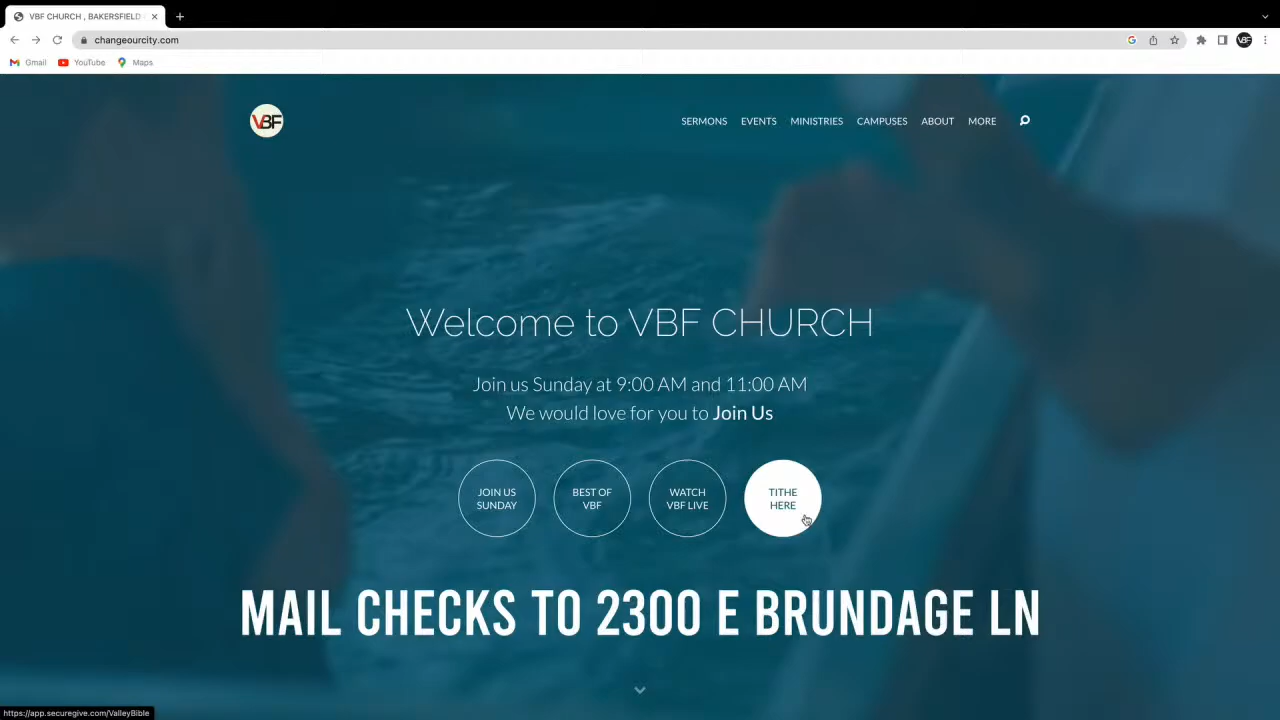 VBF CHURCH , BAKERSFIELD
changeourcity.com
VBF
Gmail
YouTube
Maps
VBF
SERMONS
EVENTS
MINISTRIES
CAMPUSES
ABOUT
MORE
Welcome to VBF CHURCH
Join us Sunday at 9:00 AM and 11:00 AM
We would love for you to Join Us
JOIN US
SUNDAY
BEST OF
VBF
WATCH
VBF LIVE
TITHE
HERE
MAIL CHECKS TO 2300 E BRUNDAGE LN
https://app.securegive.com/ValleyBible